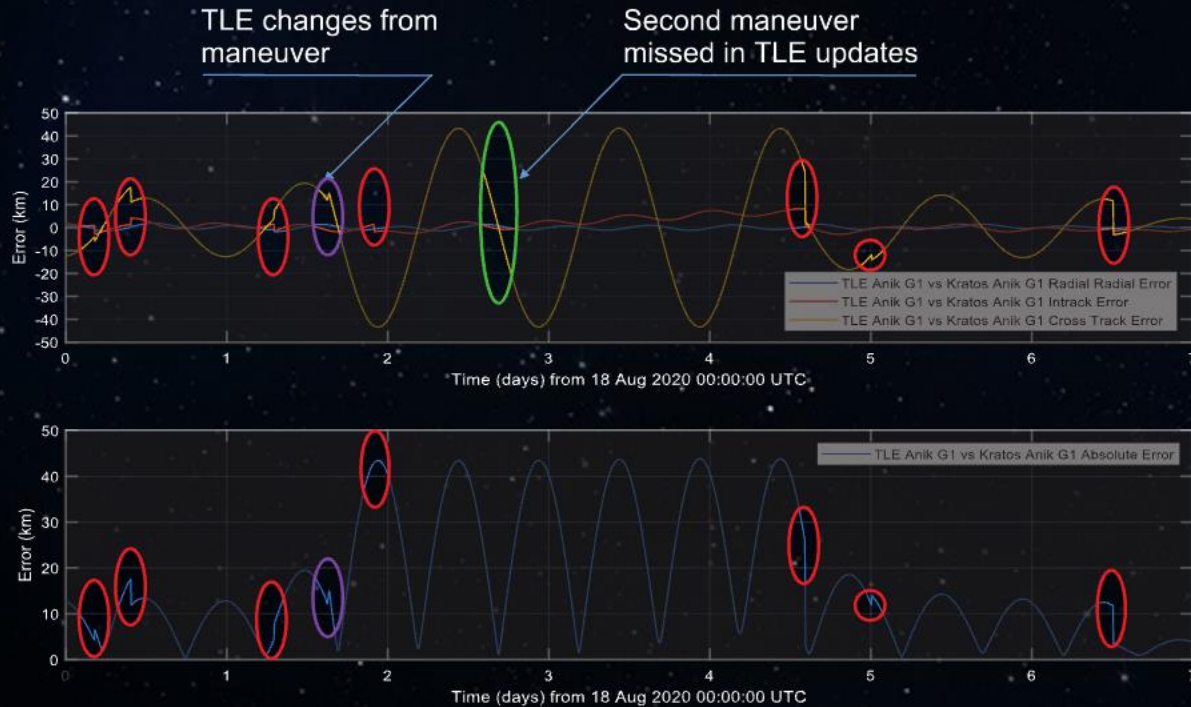 TLE changes from
maneuver
Second maneuver
missed in TLE updates
50
40
30
20
10
0
-10
-20
-30
-40
-50
Error (km)
TLE Anik G1 vs Kratos Anik G1 Radial Radial Error
TLE Anik G1 vs Kratos Anik G1 Intrack Error
TLE Anik G1 vs Kratos Anik G1 Cross Track Error
0 1 2 3 4 5 6 7
Time (days) from 18 Aug 2020 00:00:00 UTC
50
40
30
20
10
0
Error (km)
TLE Anik G1 vs Kratos Anik G1 Absolute Error
0 1 2 3 4 5 6 7
Time (days) from 18 Aug 2020 00:00:00 UTC